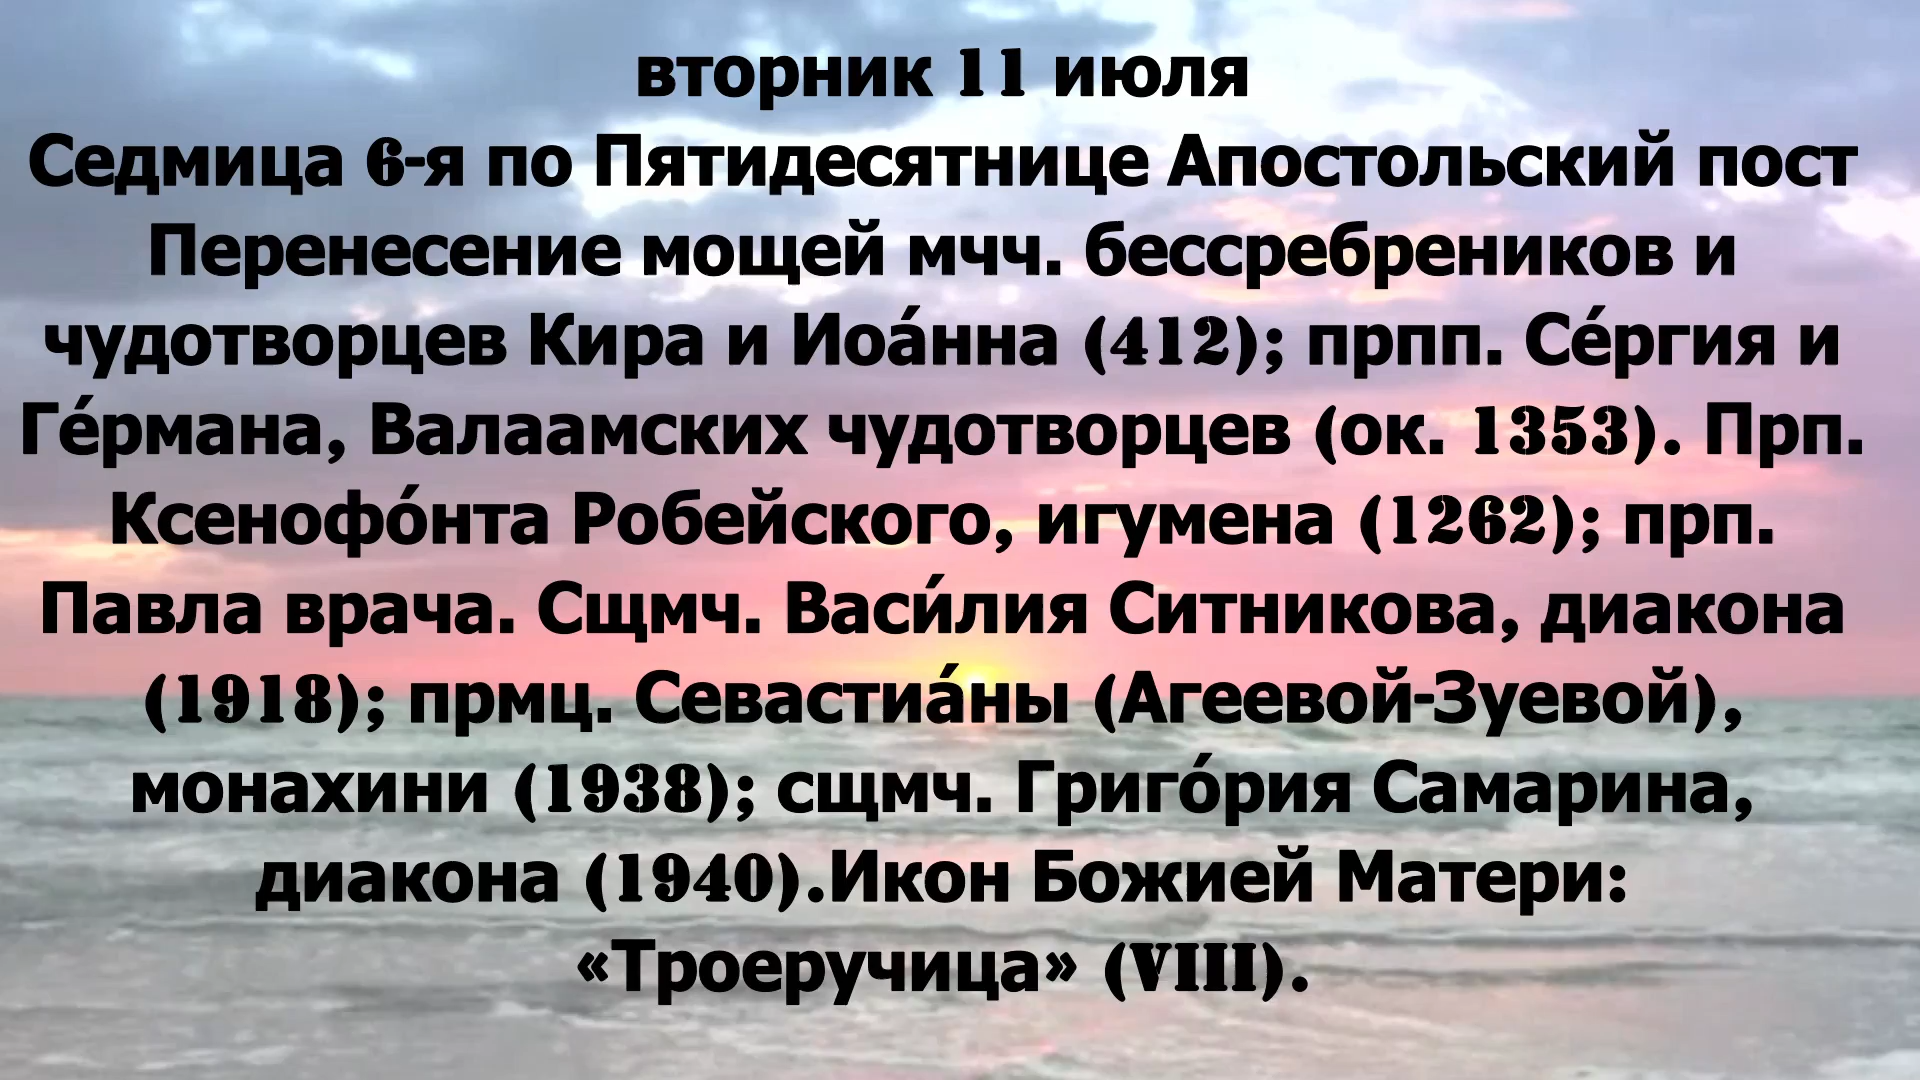 вторник 11 июля
Седмица 6-я по Пятидесятнице Апостольский пост
Перенесение мощей мчч. бессребреников и
чудотворцев Кира и Иоа́нна (412); прпп. Се́ргия и
Ге́рмана, Валаамских чудотворцев (ок. 1353). Прп.
Ксенофо́нта Робейского, игумена (1262); прп.
Павла врача. Сщмч. Васи́лия Ситникова, диакона
(1918); прмц. Севастиа́ны (Агеевой-Зуевой),
монахини (1938); сщмч. Григо́рия Самарина,
диакона (1940).Икон Божией Матери:
«Троеручица» (VIII).